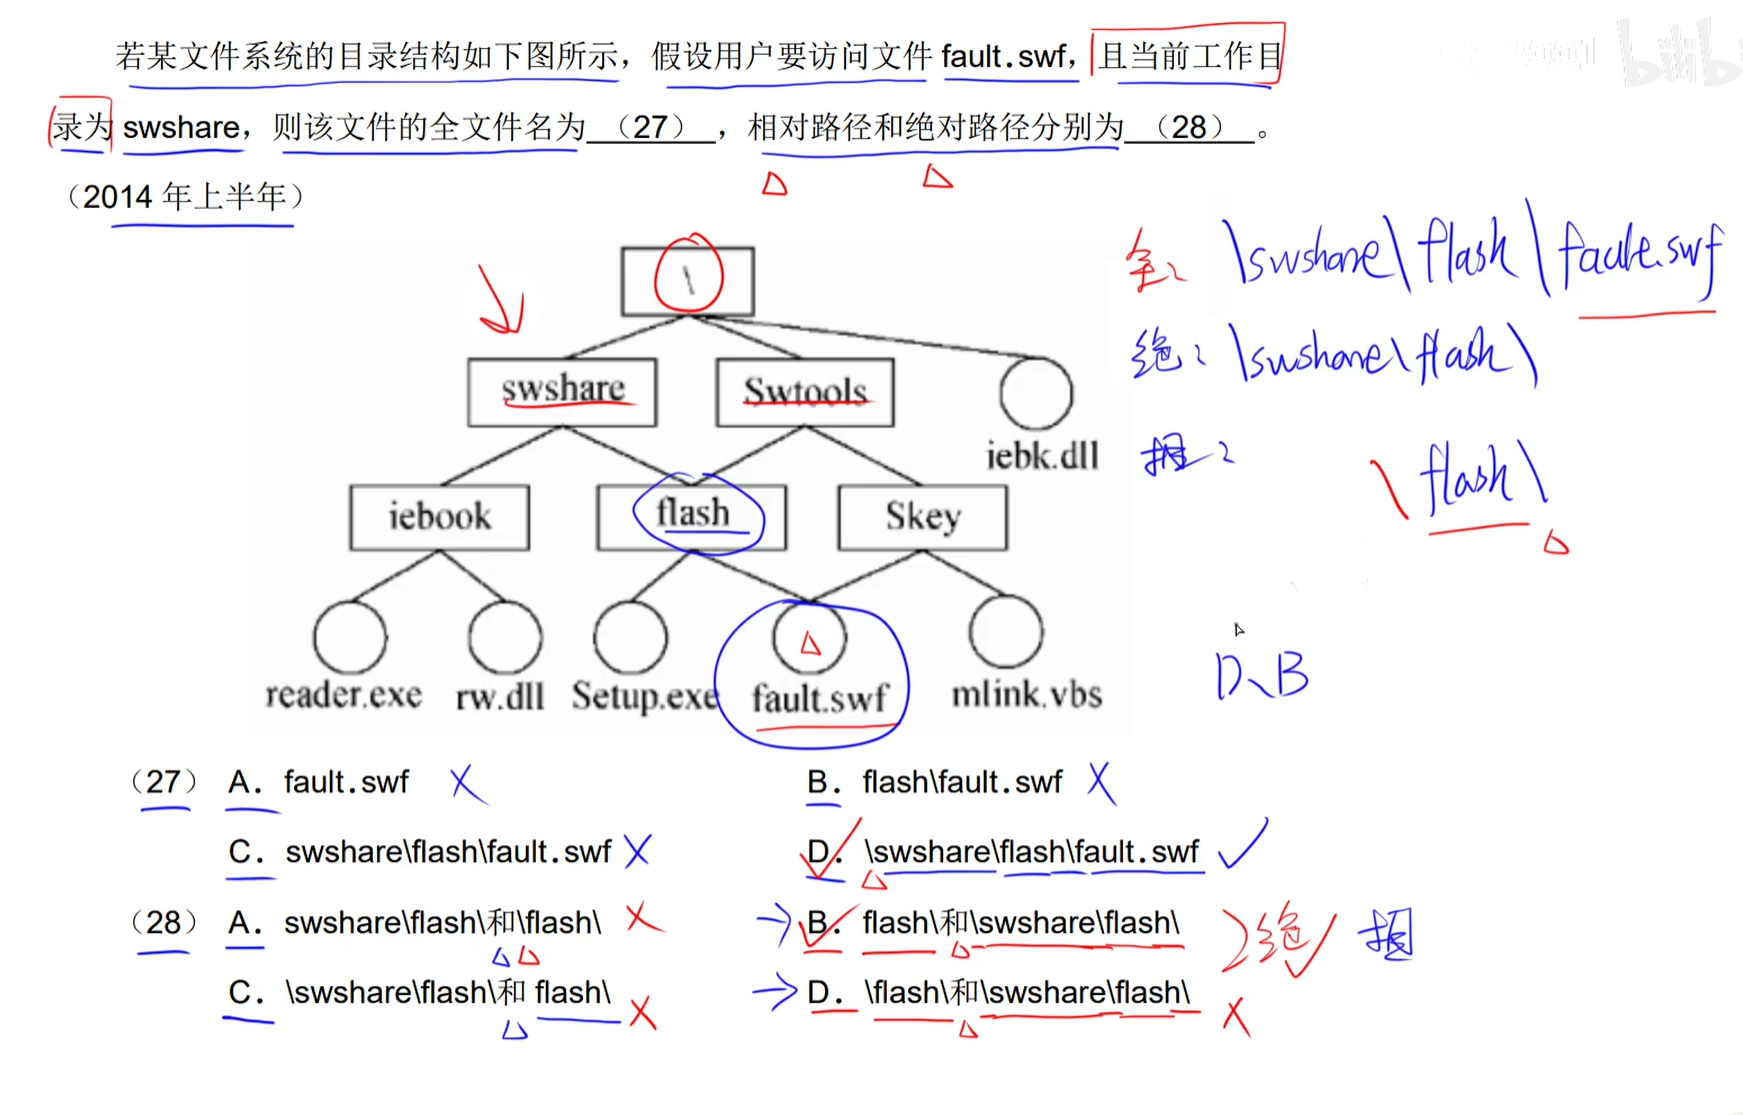 若某文件系统的目录结构如下图所示，假设用户要访问文件 fault.swf，且当前工作目
录为 swshare，则该文件的全文件名为（27），相对路径和绝对路径分别为（28）。
（2014 年上半年）
全： \swshare\flash\fault.swf
绝： \swshare\flash\
\flash\
\
swshare
Swtools
iebk.dll
iebook
flash
Skey
reader.exe
rw.dll
Setup.exe
fault.swf
mlink.vbs
D、B
（27） A. fault.swf X B. flash\fault.swf X
C. swshare\flash\fault.swf X D. \swshare\flash\fault.swf ✓
（28） A. swshare\flash\和\flash\ X B. flash\和\swshare\flash\ 绝
C. \swshare\flash\和 flash\ X D. \flash\和\swshare\flash\ X
bilibili